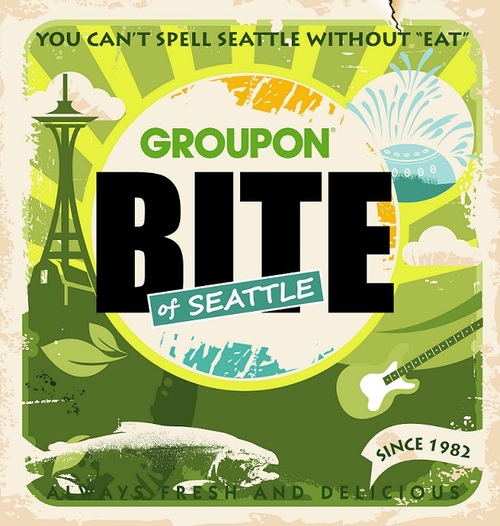 YOU CAN'T SPELL SEATTLE WITHOUT "EAT"
GROUPON®
BITE
of SEATTLE
SINCE 1982
ALWAYS FRESH AND DELICIOUS